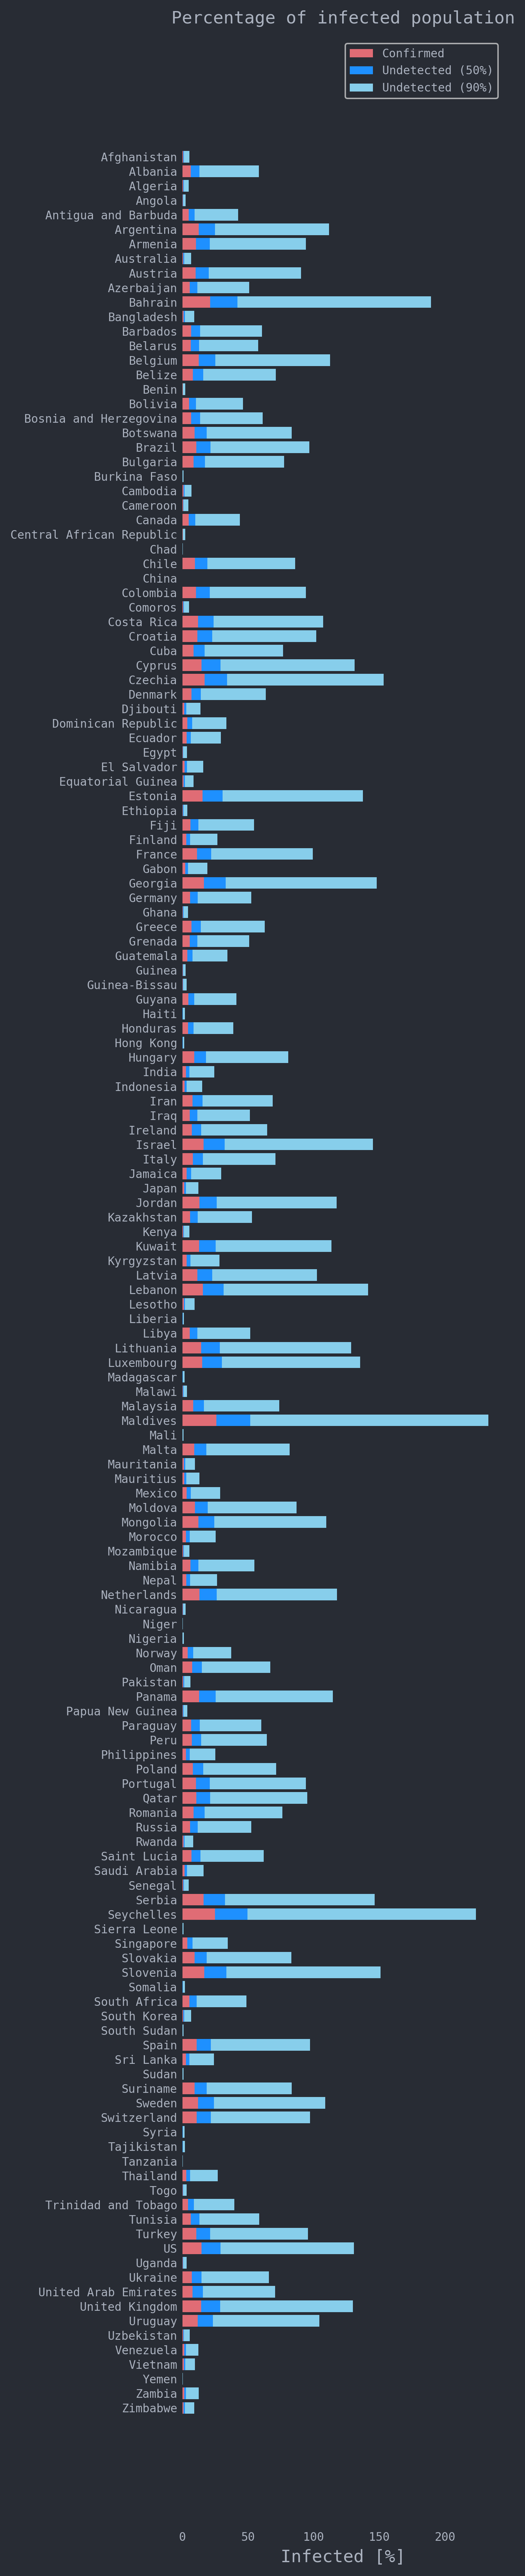 Percentage of infected population
Confirmed
Undetected (50%)
Undetected (90%)
Afghanistan
Albania
Algeria
Angola
Antigua and Barbuda
Argentina
Armenia
Australia
Austria
Azerbaijan
Bahrain
Bangladesh
Barbados
Belarus
Belgium
Belize
Benin
Bolivia
Bosnia and Herzegovina
Botswana
Brazil
Bulgaria
Burkina Faso
Cambodia
Cameroon
Canada
Central African Republic
Chad
Chile
China
Colombia
Comoros
Costa Rica
Croatia
Cuba
Cyprus
Czechia
Denmark
Djibouti
Dominican Republic
Ecuador
Egypt
El Salvador
Equatorial Guinea
Estonia
Ethiopia
Fiji
Finland
France
Gabon
Georgia
Germany
Ghana
Greece
Grenada
Guatemala
Guinea
Guinea-Bissau
Guyana
Haiti
Honduras
Hong Kong
Hungary
India
Indonesia
Iran
Iraq
Ireland
Israel
Italy
Jamaica
Japan
Jordan
Kazakhstan
Kenya
Kuwait
Kyrgyzstan
Latvia
Lebanon
Lesotho
Liberia
Libya
Lithuania
Luxembourg
Madagascar
Malawi
Malaysia
Maldives
Mali
Malta
Mauritania
Mauritius
Mexico
Moldova
Mongolia
Morocco
Mozambique
Namibia
Nepal
Netherlands
Nicaragua
Niger
Nigeria
Norway
Oman
Pakistan
Panama
Papua New Guinea
Paraguay
Peru
Philippines
Poland
Portugal
Qatar
Romania
Russia
Rwanda
Saint Lucia
Saudi Arabia
Senegal
Serbia
Seychelles
Sierra Leone
Singapore
Slovakia
Slovenia
Somalia
South Africa
South Korea
South Sudan
Spain
Sri Lanka
Sudan
Suriname
Sweden
Switzerland
Syria
Tajikistan
Tanzania
Thailand
Togo
Trinidad and Tobago
Tunisia
Turkey
US
Uganda
Ukraine
United Arab Emirates
United Kingdom
Uruguay
Uzbekistan
Venezuela
Vietnam
Yemen
Zambia
Zimbabwe
0 50 100 150 200
Infected [%]